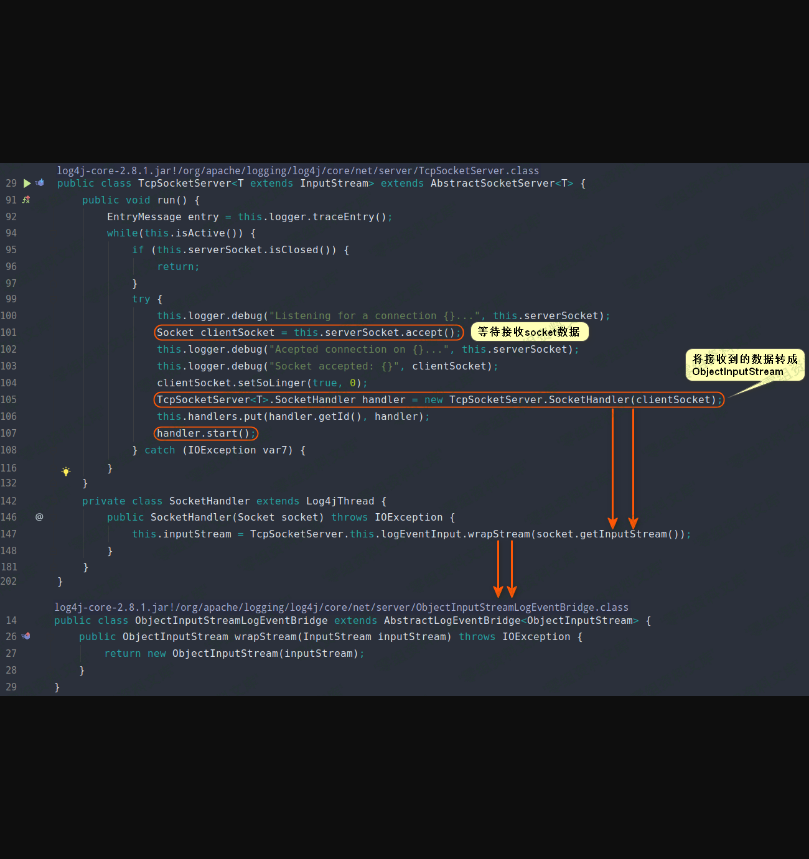 log4j-core-2.8.1.jar!/org/apache/logging/log4j/core/net/server/TcpSocketServer.class
29 public class TcpSocketServer<T extends InputStream> extends AbstractSocketServer<T> {
91 public void run() {
92 EntryMessage entry = this.logger.traceEntry();
94 while(this.isActive()) {
95 if (this.serverSocket.isClosed()) {
96 return;
97 }
99 try {
100 this.logger.debug("Listening for a connection {}...", this.serverSocket);
101 Socket clientSocket = this.serverSocket.accept(); 等待接收socket数据
102 this.logger.debug("Acepted connection on {}...", this.serverSocket);
103 this.logger.debug("Socket accepted: {}", clientSocket);
将接收到的数据转成
ObjectInputStream
104 clientSocket.setSoLinger(true, 0);
105 TcpSocketServer<T>.SocketHandler handler = new TcpSocketServer.SocketHandler(clientSocket);
106 this.handlers.put(handler.getId(), handler);
107 handler.start();
108 } catch (IOException var7) {
116 }
132 }
142 private class SocketHandler extends Log4jThread {
146 @ public SocketHandler(Socket socket) throws IOException {
147 this.inputStream = TcpSocketServer.this.logEventInput.wrapStream(socket.getInputStream());
148 }
181 }
202 }
log4j-core-2.8.1.jar!/org/apache/logging/log4j/core/net/server/ObjectInputStreamLogEventBridge.class
14 public class ObjectInputStreamLogEventBridge extends AbstractLogEventBridge<ObjectInputStream> {
26 public ObjectInputStream wrapStream(InputStream inputStream) throws IOException {
27 return new ObjectInputStream(inputStream);
28 }
29 }